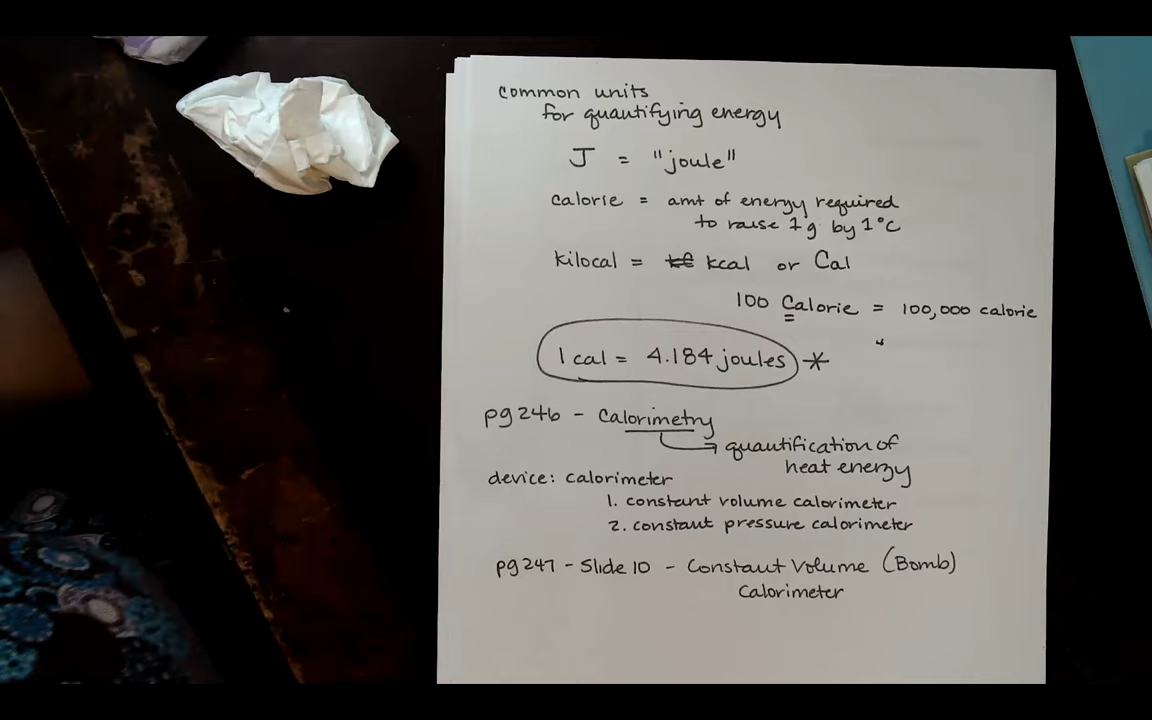 common units
for quantifying energy
J = "joule"
calorie = amt of energy required
to raise 1g by 1°C
kilocal = kcal or Cal
100 Calorie = 100,000 calorie
1 cal = 4.184 joules *
pg 246 - Calorimetry
quantification of
heat energy
device: calorimeter
1. constant volume calorimeter
2. constant pressure calorimeter
pg 247 - Slide 10 - Constant Volume (Bomb)
Calorimeter